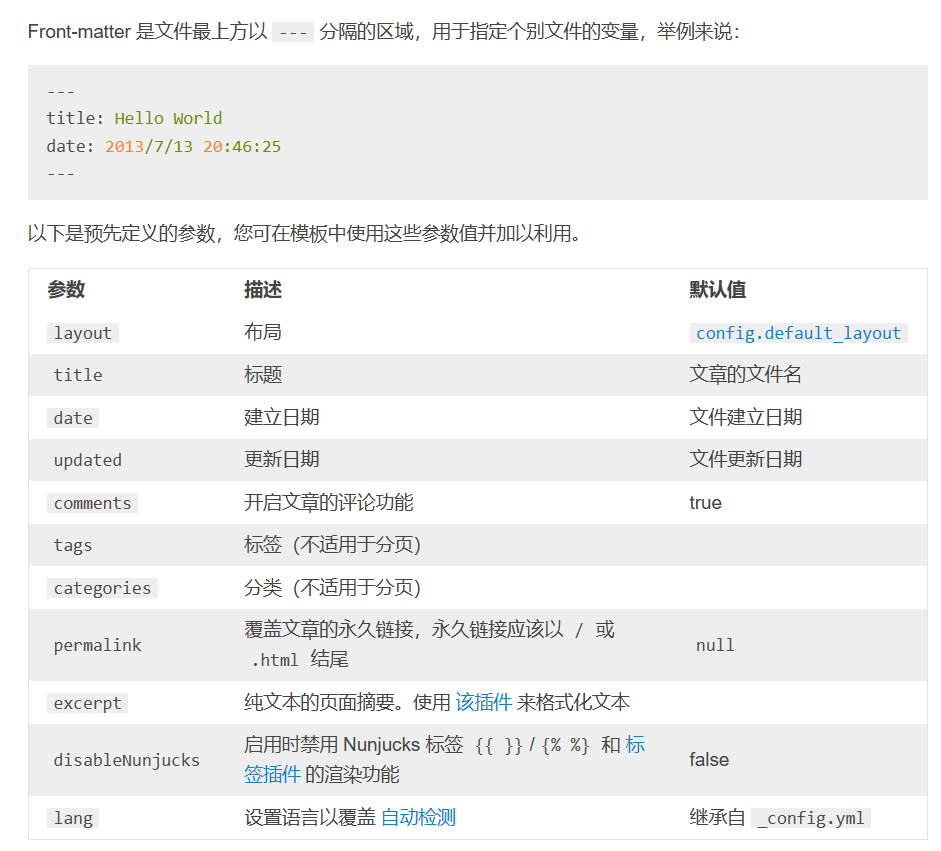 Front-matter 是文件最上方以 --- 分隔的区域，用于指定个别文件的变量，举例来说：
---
title: Hello World
date: 2013/7/13 20:46:25
---
以下是预先定义的参数，您可在模板中使用这些参数值并加以利用。
参数 描述 默认值
layout 布局 config.default_layout
title 标题 文章的文件名
date 建立日期 文件建立日期
updated 更新日期 文件更新日期
comments 开启文章的评论功能 true
tags 标签（不适用于分页）
categories 分类（不适用于分页）
permalink 覆盖文章的永久链接，永久链接应该以 / 或
.html 结尾 null
excerpt 纯文本的页面摘要。使用 该插件 来格式化文本
disableNunjucks 启用时禁用 Nunjucks 标签 {{ }} / {% %} 和 标
签插件 的渲染功能 false
lang 设置语言以覆盖 自动检测 继承自 _config.yml